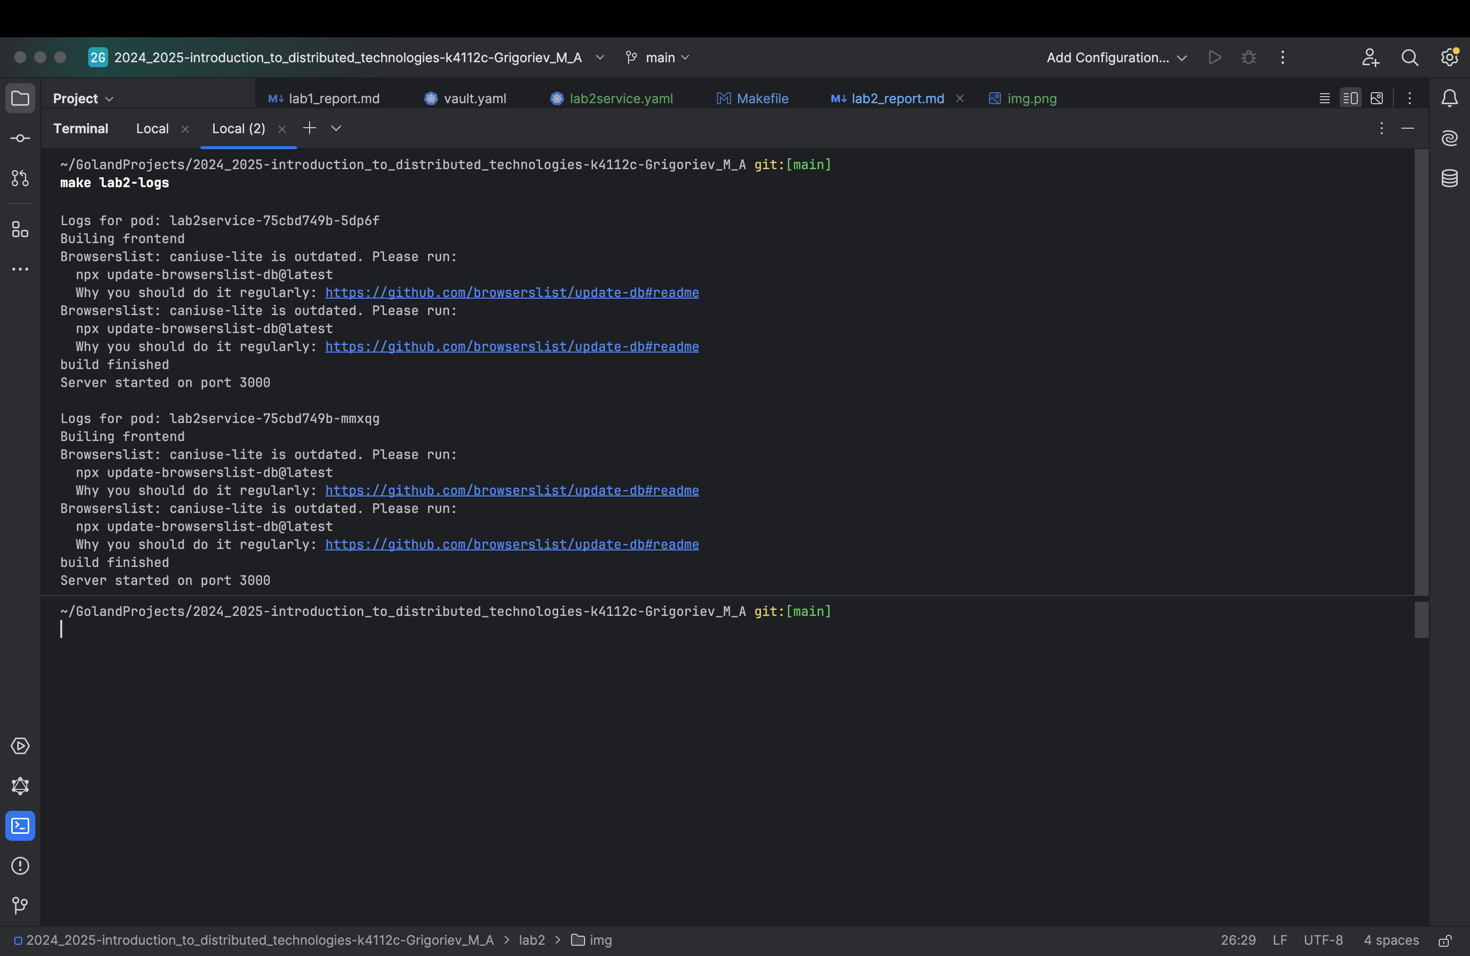 2G 2024_2025-introduction_to_distributed_technologies-k4112c-Grigoriev_M_A main Add Configuration...
Project lab1_report.md vault.yaml lab2service.yaml Makefile lab2_report.md img.png
Terminal Local Local (2)
~/GolandProjects/2024_2025-introduction_to_distributed_technologies-k4112c-Grigoriev_M_A git:[main]
make lab2-logs
Logs for pod: lab2service-75cbd749b-5dp6f
Builing frontend
Browserslist: caniuse-lite is outdated. Please run:
npx update-browserslist-db@latest
Why you should do it regularly: https://github.com/browserslist/update-db#readme
Browserslist: caniuse-lite is outdated. Please run:
npx update-browserslist-db@latest
Why you should do it regularly: https://github.com/browserslist/update-db#readme
build finished
Server started on port 3000
Logs for pod: lab2service-75cbd749b-mmxqg
Builing frontend
Browserslist: caniuse-lite is outdated. Please run:
npx update-browserslist-db@latest
Why you should do it regularly: https://github.com/browserslist/update-db#readme
Browserslist: caniuse-lite is outdated. Please run:
npx update-browserslist-db@latest
Why you should do it regularly: https://github.com/browserslist/update-db#readme
build finished
Server started on port 3000
~/GolandProjects/2024_2025-introduction_to_distributed_technologies-k4112c-Grigoriev_M_A git:[main]
2024_2025-introduction_to_distributed_technologies-k4112c-Grigoriev_M_A > lab2 > img 26:29 LF UTF-8 4 spaces